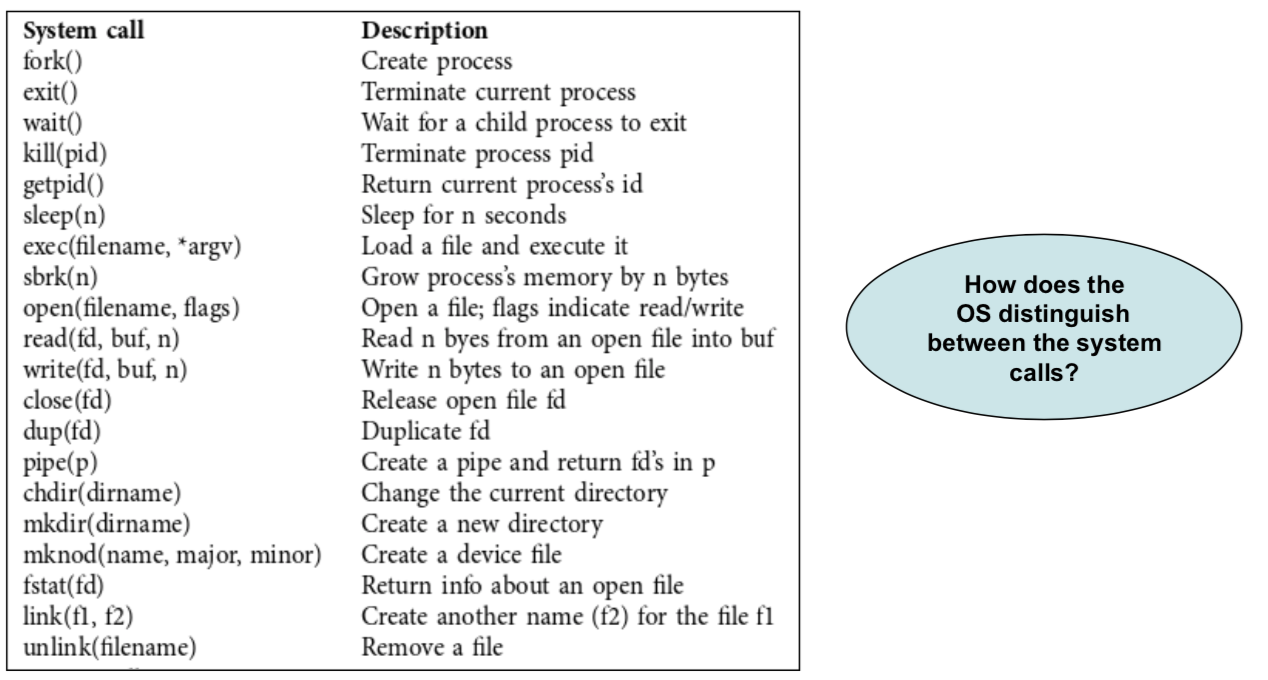 System call Description
fork() Create process
exit() Terminate current process
wait() Wait for a child process to exit
kill(pid) Terminate process pid
getpid() Return current process's id
sleep(n) Sleep for n seconds
exec(filename, *argv) Load a file and execute it
sbrk(n) Grow process's memory by n bytes
open(filename, flags) Open a file; flags indicate read/write
read(fd, buf, n) Read n byes from an open file into buf
write(fd, buf, n) Write n bytes to an open file
close(fd) Release open file fd
dup(fd) Duplicate fd
pipe(p) Create a pipe and return fd's in p
chdir(dirname) Change the current directory
mkdir(dirname) Create a new directory
mknod(name, major, minor) Create a device file
fstat(fd) Return info about an open file
link(f1, f2) Create another name (f2) for the file f1
unlink(filename) Remove a file
How does the
OS distinguish
between the system
calls?